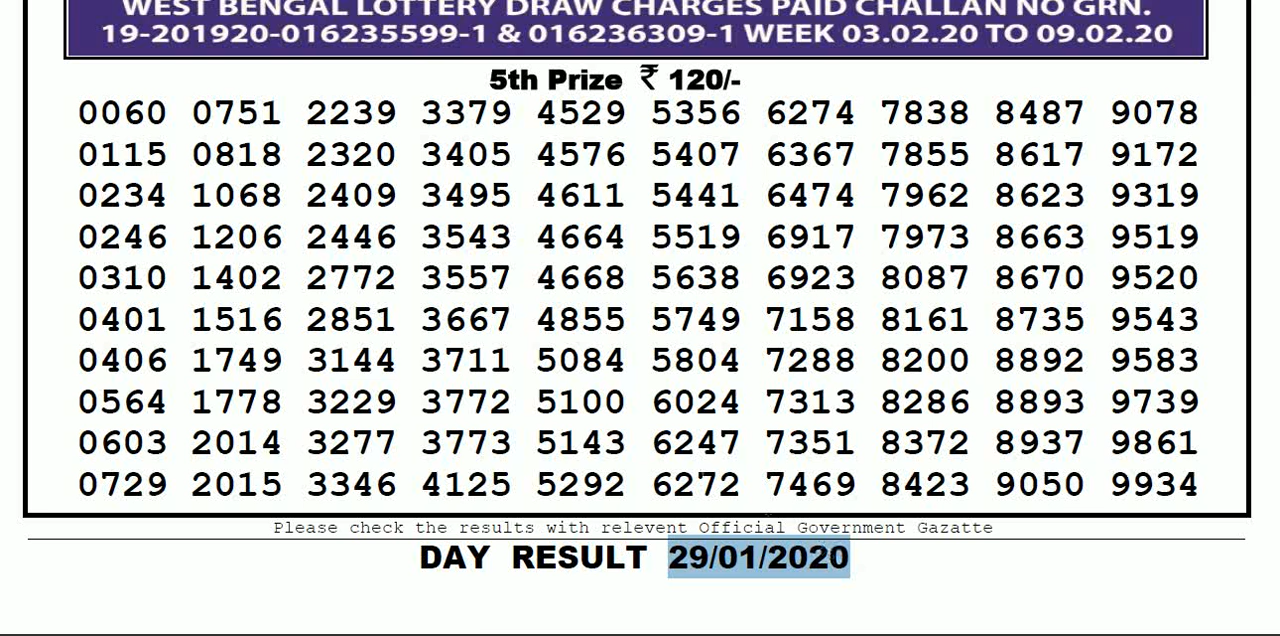 WEST BENGAL LOTTERY DRAW CHARGES PAID CHALLAN NO GRN.
19-201920-016235599-1 & 016236309-1 WEEK 03.02.20 TO 09.02.20
5th Prize ₹ 120/-
0060 0751 2239 3379 4529 5356 6274 7838 8487 9078
0115 0818 2320 3405 4576 5407 6367 7855 8617 9172
0234 1068 2409 3495 4611 5441 6474 7962 8623 9319
0246 1206 2446 3543 4664 5519 6917 7973 8663 9519
0310 1402 2772 3557 4668 5638 6923 8087 8670 9520
0401 1516 2851 3667 4855 5749 7158 8161 8735 9543
0406 1749 3144 3711 5084 5804 7288 8200 8892 9583
0564 1778 3229 3772 5100 6024 7313 8286 8893 9739
0603 2014 3277 3773 5143 6247 7351 8372 8937 9861
0729 2015 3346 4125 5292 6272 7469 8423 9050 9934
Please check the results with relevent Official Government Gazatte
DAY RESULT 29/01/2020